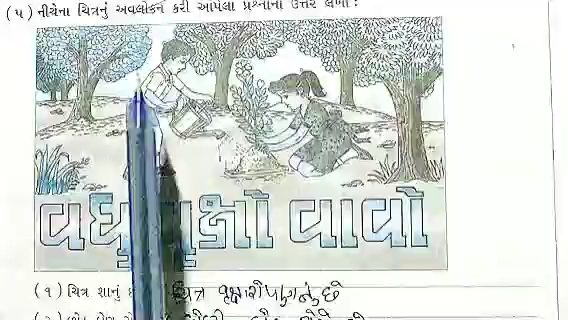 (૫) નીચેના ચિત્રનું અવલોકન કરી આપેલા પ્રશ્નોના ઉત્તર લખો :
વધુ વૃક્ષો વાવો
(૧) ચિત્ર શાનું છે ચિત્ર વૃક્ષારોપણનું છે